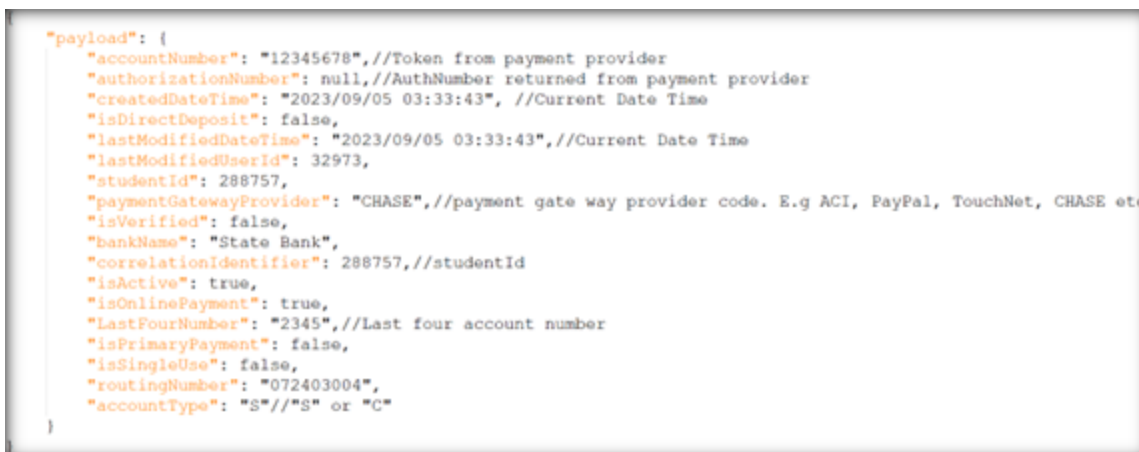 {
"payload": {
"accountNumber": "12345678",//Token from payment provider
"authorizationNumber": null,//AuthNumber returned from payment provider
"createdDateTime": "2023/09/05 03:33:43", //Current Date Time
"isDirectDeposit": false,
"lastModifiedDateTime": "2023/09/05 03:33:43",//Current Date Time
"lastModifiedUserId": 32973,
"studentId": 288757,
"paymentGatewayProvider": "CHASE",//payment gate way provider code. E.g ACI, PayPal, TouchNet, CHASE etc
"isVerified": false,
"bankName": "State Bank",
"correlationIdentifier": 288757,//studentId
"isActive": true,
"isOnlinePayment": true,
"LastFourNumber": "2345",//Last four account number
"isPrimaryPayment": false,
"isSingleUse": false,
"routingNumber": "072403004",
"accountType": "S"//"S" or "C"
}
}